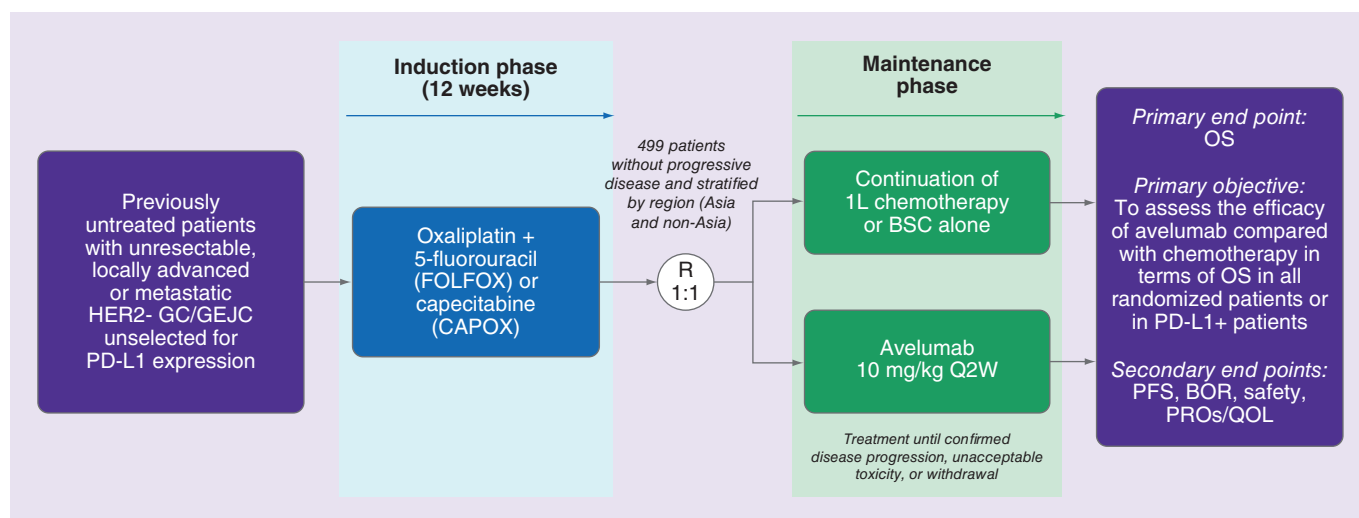 Previously
untreated patients
with unresectable,
locally advanced
or metastatic
HER2- GC/GEJC
unselected for
PD-L1 expression
Induction phase
(12 weeks)
Oxaliplatin +
5-fluorouracil
(FOLFOX) or
capecitabine
(CAPOX)
499 patients
without progressive
disease and stratified
by region (Asia
and non-Asia)
R
1:1
Maintenance
phase
Continuation of
1L chemotherapy
or BSC alone
Avelumab
10 mg/kg Q2W
Treatment until confirmed
disease progression, unacceptable
toxicity, or withdrawal
Primary end point:
OS
Primary objective:
To assess the efficacy
of avelumab compared
with chemotherapy in
terms of OS in all
randomized patients or
in PD-L1+ patients
Secondary end points:
PFS, BOR, safety,
PROs/QOL